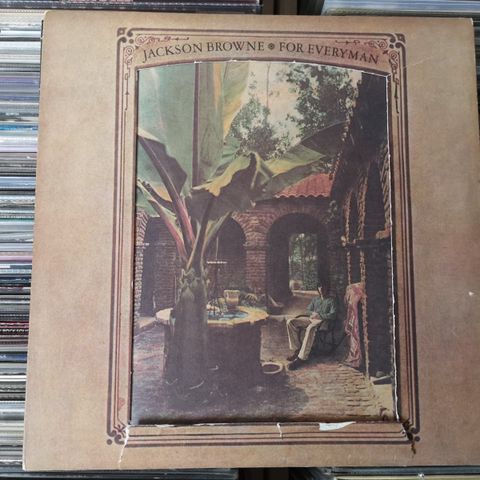 JACKSON BROWNE ❋ FOR EVERYMAN